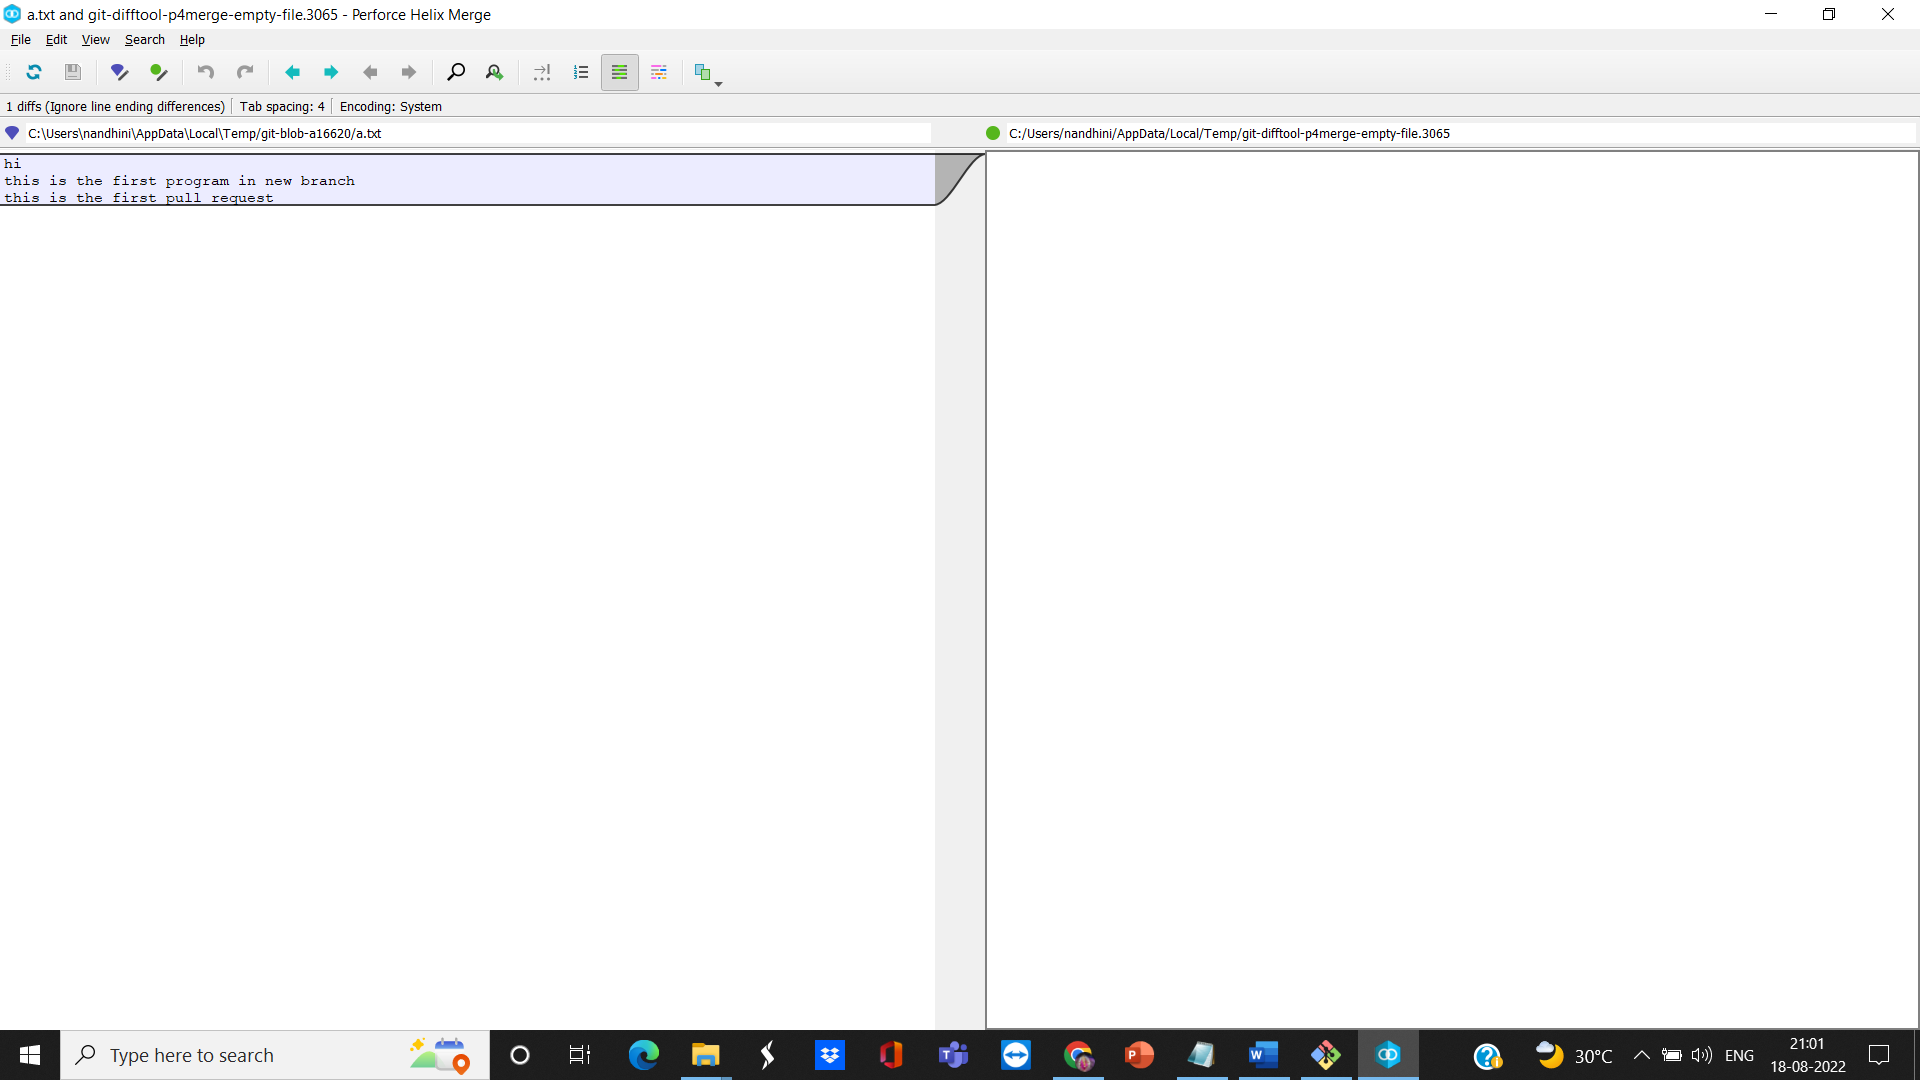 a.txt and git-difftool-p4merge-empty-file.3065 - Perforce Helix Merge
File Edit View Search Help
1 diffs (Ignore line ending differences) Tab spacing: 4 Encoding: System
C:\Users\nandhini\AppData\Local\Temp/git-blob-a16620/a.txt
C:/Users/nandhini/AppData/Local/Temp/git-difftool-p4merge-empty-file.3065
hi
this is the first program in new branch
this is the first pull request
Type here to search
30°C
ENG
21:01
18-08-2022